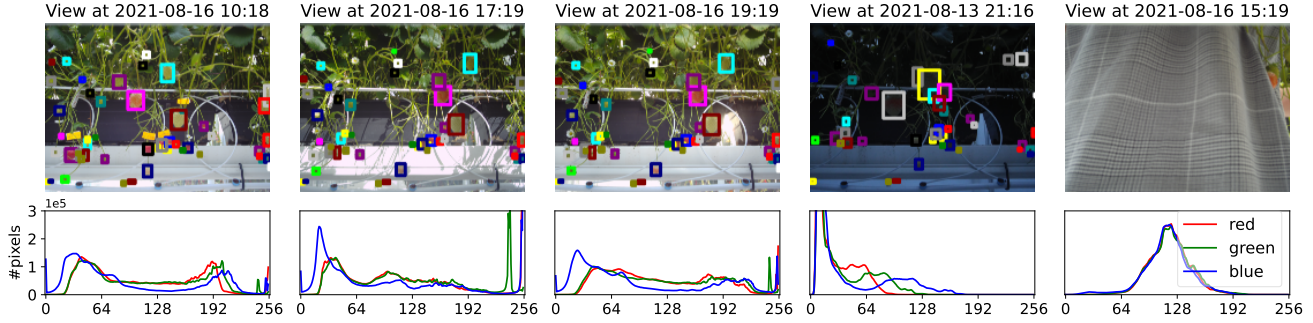 View at 2021-08-16 10:18
View at 2021-08-16 17:19
View at 2021-08-16 19:19
View at 2021-08-13 21:16
View at 2021-08-16 15:19
1e5
#pixels
3
2
1
0
0 64 128 192 256
0 64 128 192 256
0 64 128 192 256
0 64 128 192 256
0 64 128 192 256
red
green
blue